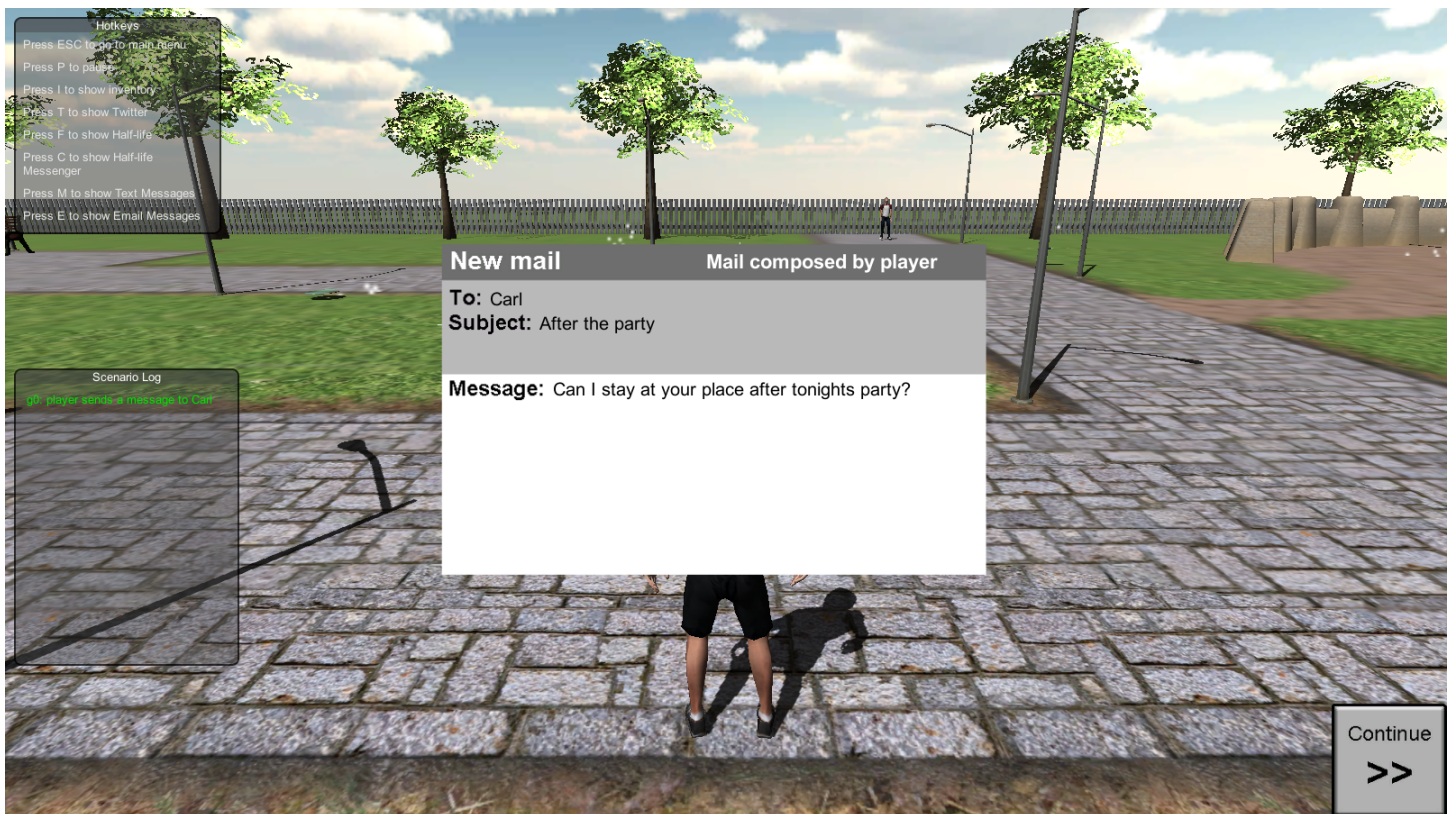 Hotkeys
Press ESC to go to main menu
Press P to pause
Press I to show inventory
Press T to show Twitter
Press F to show Half-life
Press C to show Half-life
Messenger
Press M to show Text Messages
Press E to show Email Messages
New mail Mail composed by player
To: Carl
Subject: After the party
Message: Can I stay at your place after tonights party?
Scenario Log
g0: player sends a message to Carl
Continue
>>